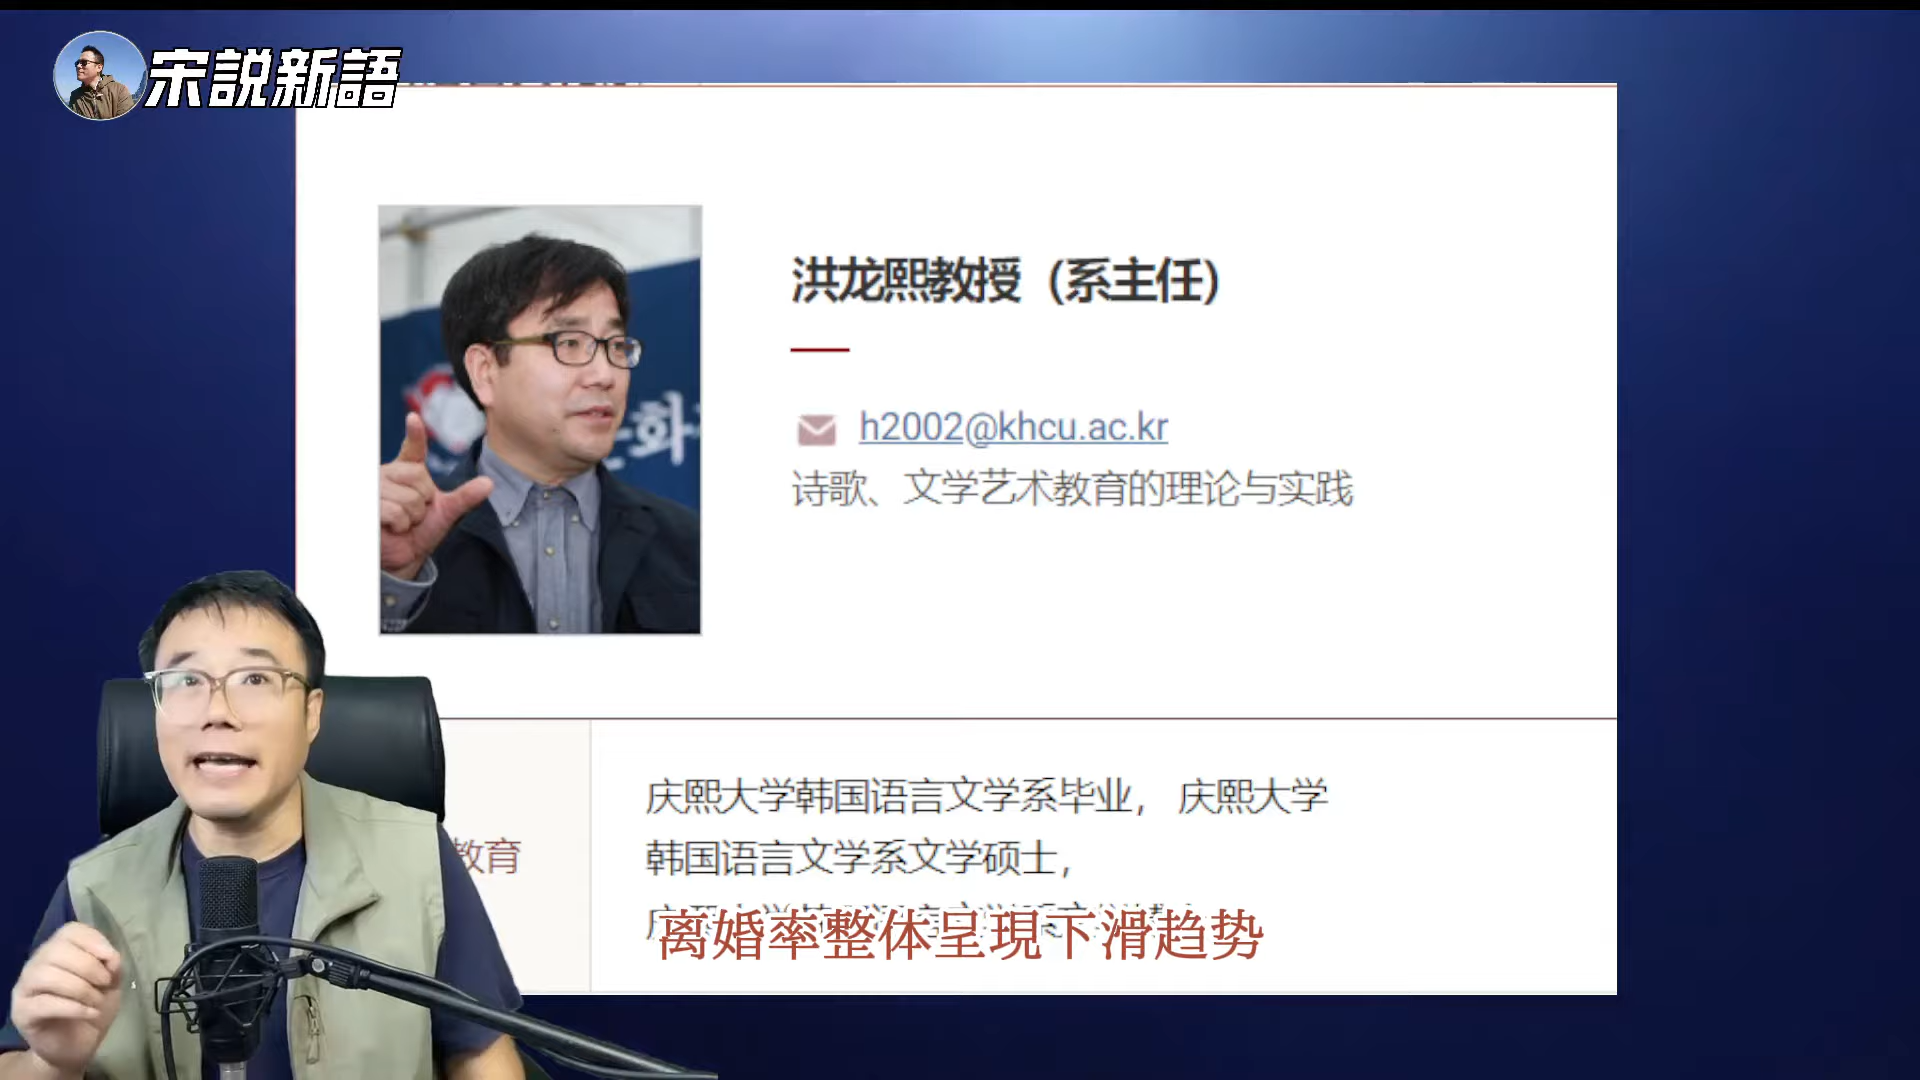 宋説新語
洪龙熙教授（系主任）
h2002@khcu.ac.kr
诗歌、文学艺术教育的理论与实践
화
庆熙大学韩国语言文学系毕业， 庆熙大学
教育
韩国语言文学系文学硕士，
离婚率整体呈現下滑趋势